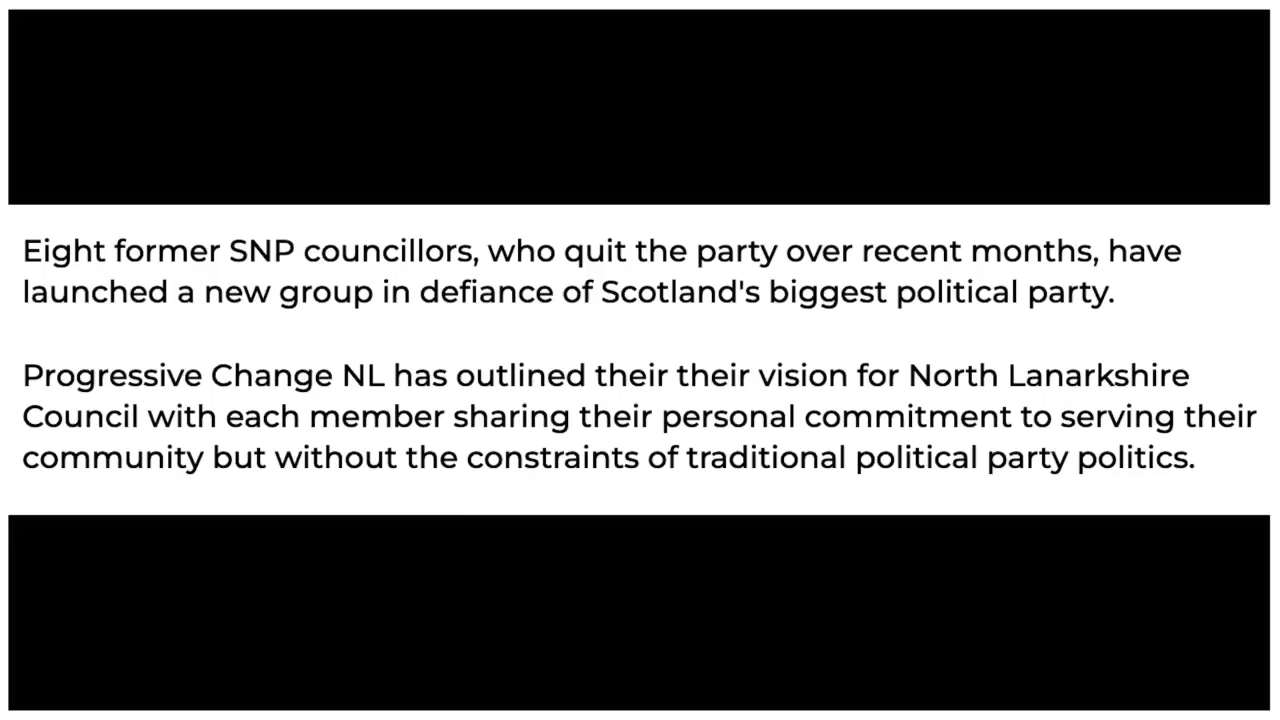 Eight former SNP councillors, who quit the party over recent months, have
launched a new group in defiance of Scotland's biggest political party.
Progressive Change NL has outlined their their vision for North Lanarkshire
Council with each member sharing their personal commitment to serving their
community but without the constraints of traditional political party politics.